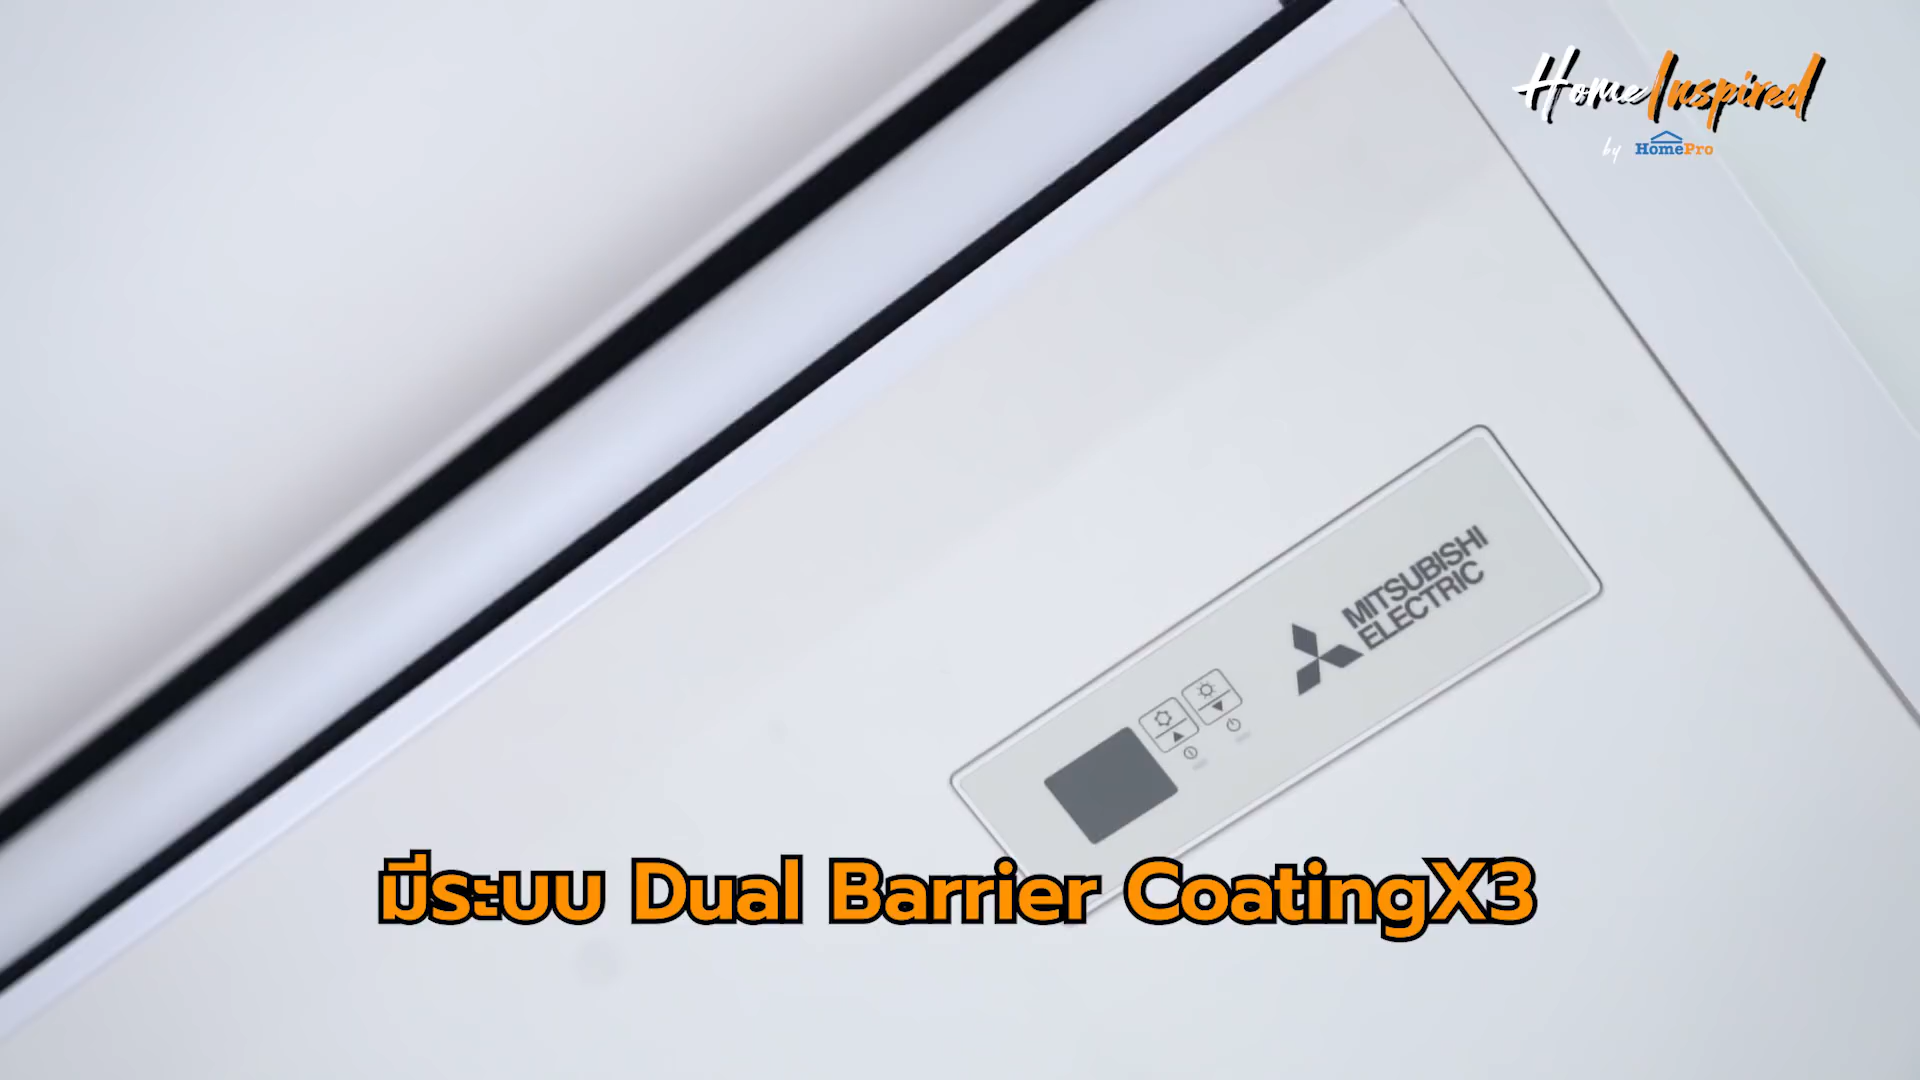 HomeInspired
by HomePro
MITSUBISHI
ELECTRIC
มีระบบ Dual Barrier CoatingX3